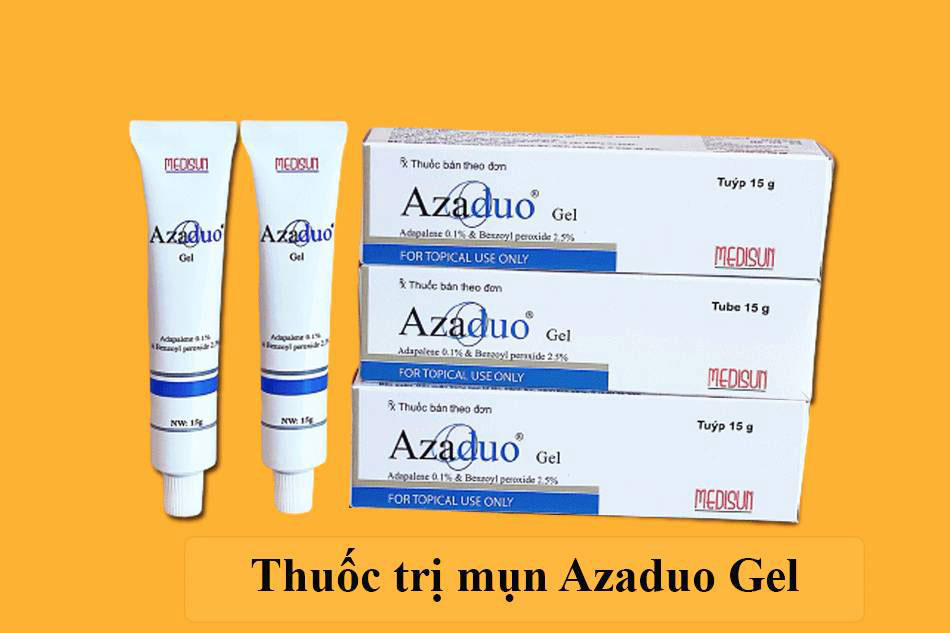 MEDISUN
Azaduo®
Gel
Adapalene 0.1%
& Benzoyl peroxide 2.5%
NW: 15g
MEDISUN
Azaduo®
Gel
Adapalene 0.1%
& Benzoyl peroxide 2.5%
NW: 15g
℞ Thuốc bán theo đơn
Tuýp 15 g
Azaduo® Gel
Adapalene 0.1% & Benzoyl peroxide 2.5%
MEDISUN
FOR TOPICAL USE ONLY
℞ Thuốc bán theo đơn
Tube 15 g
Azaduo® Gel
Adapalene 0.1% & Benzoyl peroxide 2.5%
MEDISUN
FOR TOPICAL USE ONLY
℞ Thuốc bán theo đơn
Tuýp 15 g
Azaduo® Gel
Adapalene 0.1% & Benzoyl peroxide 2.5%
MEDISUN
FOR TOPICAL USE ONLY
Thuốc trị mụn Azaduo Gel